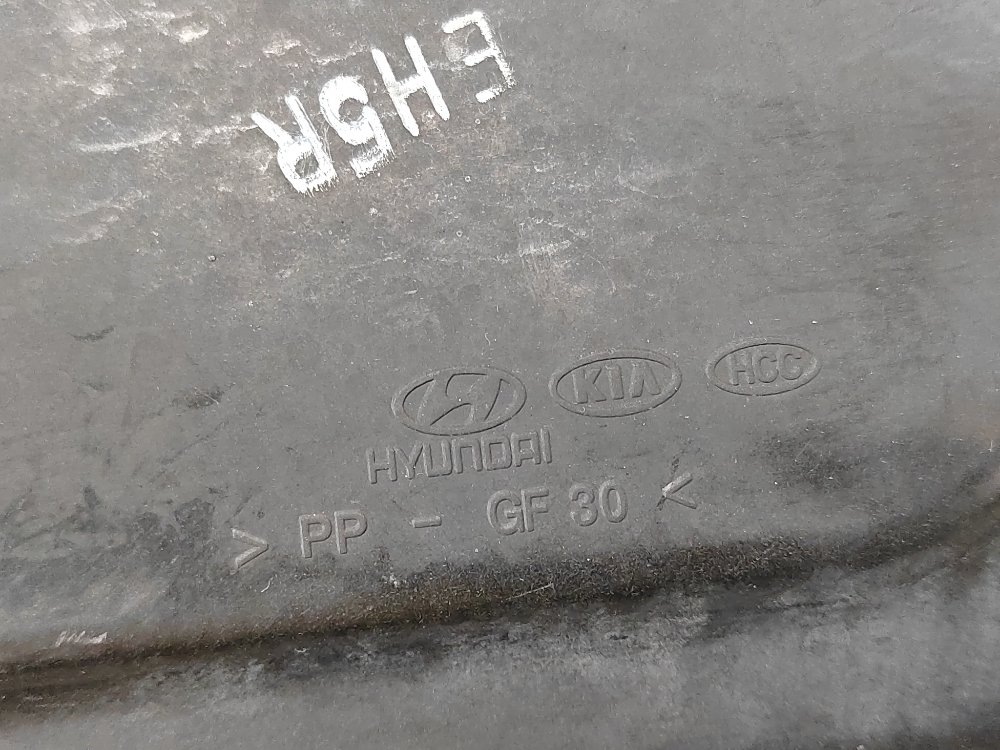 EH5R
KIA HCC
HYUNDAI
> PP - GF 30 <